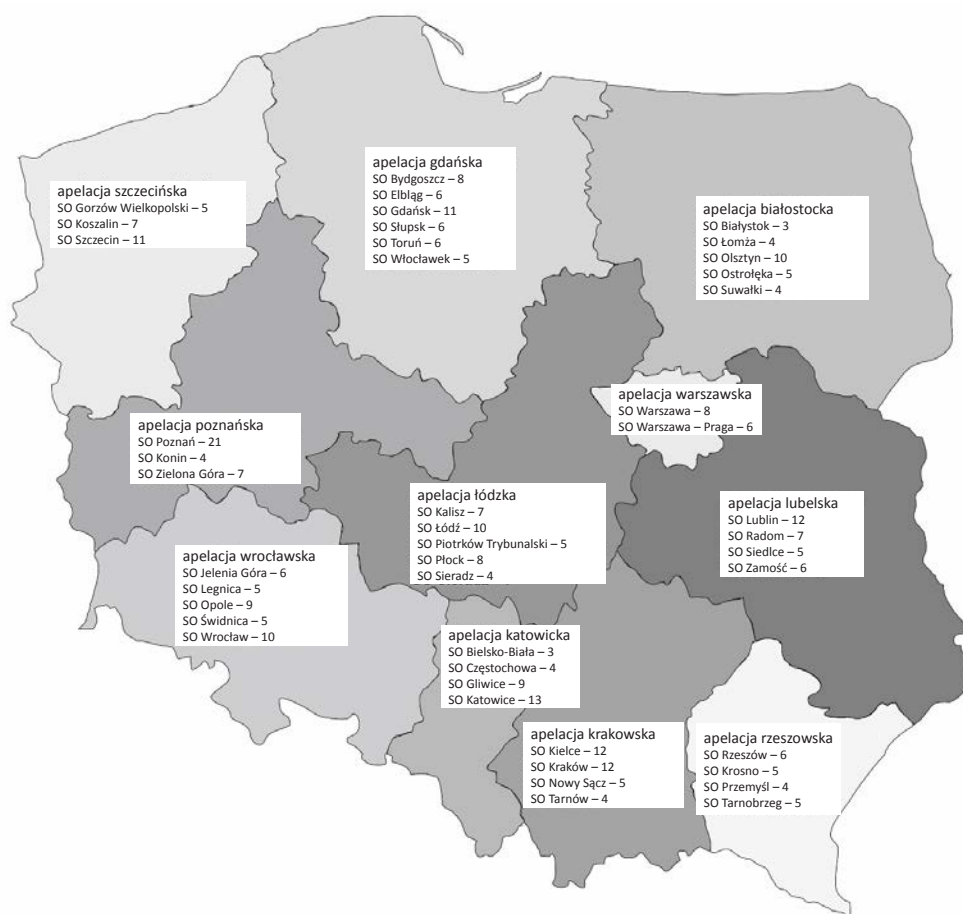 apelacja szczecińska
SO Gorzów Wielkopolski – 5
SO Koszalin – 7
SO Szczecin – 11
apelacja gdańska
SO Bydgoszcz – 8
SO Elbląg – 6
SO Gdańsk – 11
SO Słupsk – 6
SO Toruń – 6
SO Włocławek – 5
apelacja białostocka
SO Białystok – 3
SO Łomża – 4
SO Olsztyn – 10
SO Ostrołęka – 5
SO Suwałki – 4
apelacja warszawska
SO Warszawa – 8
SO Warszawa – Praga – 6
apelacja poznańska
SO Poznań – 21
SO Konin – 4
SO Zielona Góra – 7
apelacja łódzka
SO Kalisz – 7
SO Łódź – 10
SO Piotrków Trybunalski – 5
SO Płock – 8
SO Sieradz – 4
apelacja lubelska
SO Lublin – 12
SO Radom – 7
SO Siedlce – 5
SO Zamość – 6
apelacja wrocławska
SO Jelenia Góra – 6
SO Legnica – 5
SO Opole – 9
SO Świdnica – 5
SO Wrocław – 10
apelacja katowicka
SO Bielsko-Biała – 3
SO Częstochowa – 4
SO Gliwice – 9
SO Katowice – 13
apelacja krakowska
SO Kielce – 12
SO Kraków – 12
SO Nowy Sącz – 5
SO Tarnów – 4
apelacja rzeszowska
SO Rzeszów – 6
SO Krosno – 5
SO Przemyśl – 4
SO Tarnobrzeg – 5